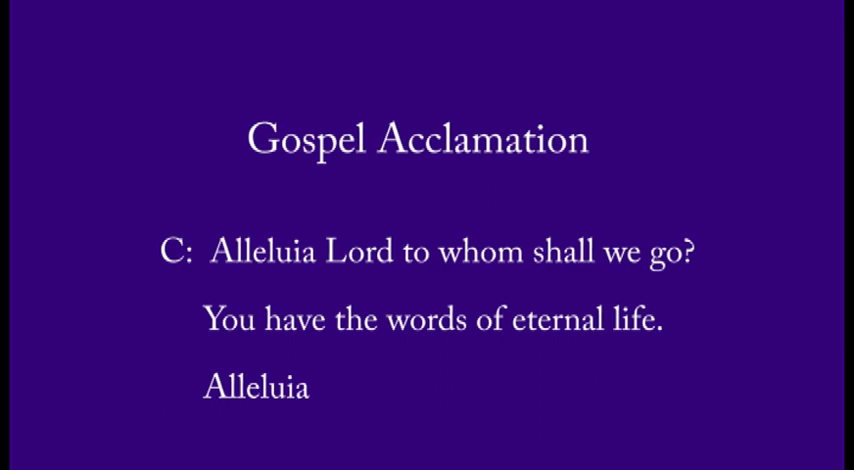 Gospel Acclamation
C: Alleluia Lord to whom shall we go?
You have the words of eternal life.
Alleluia